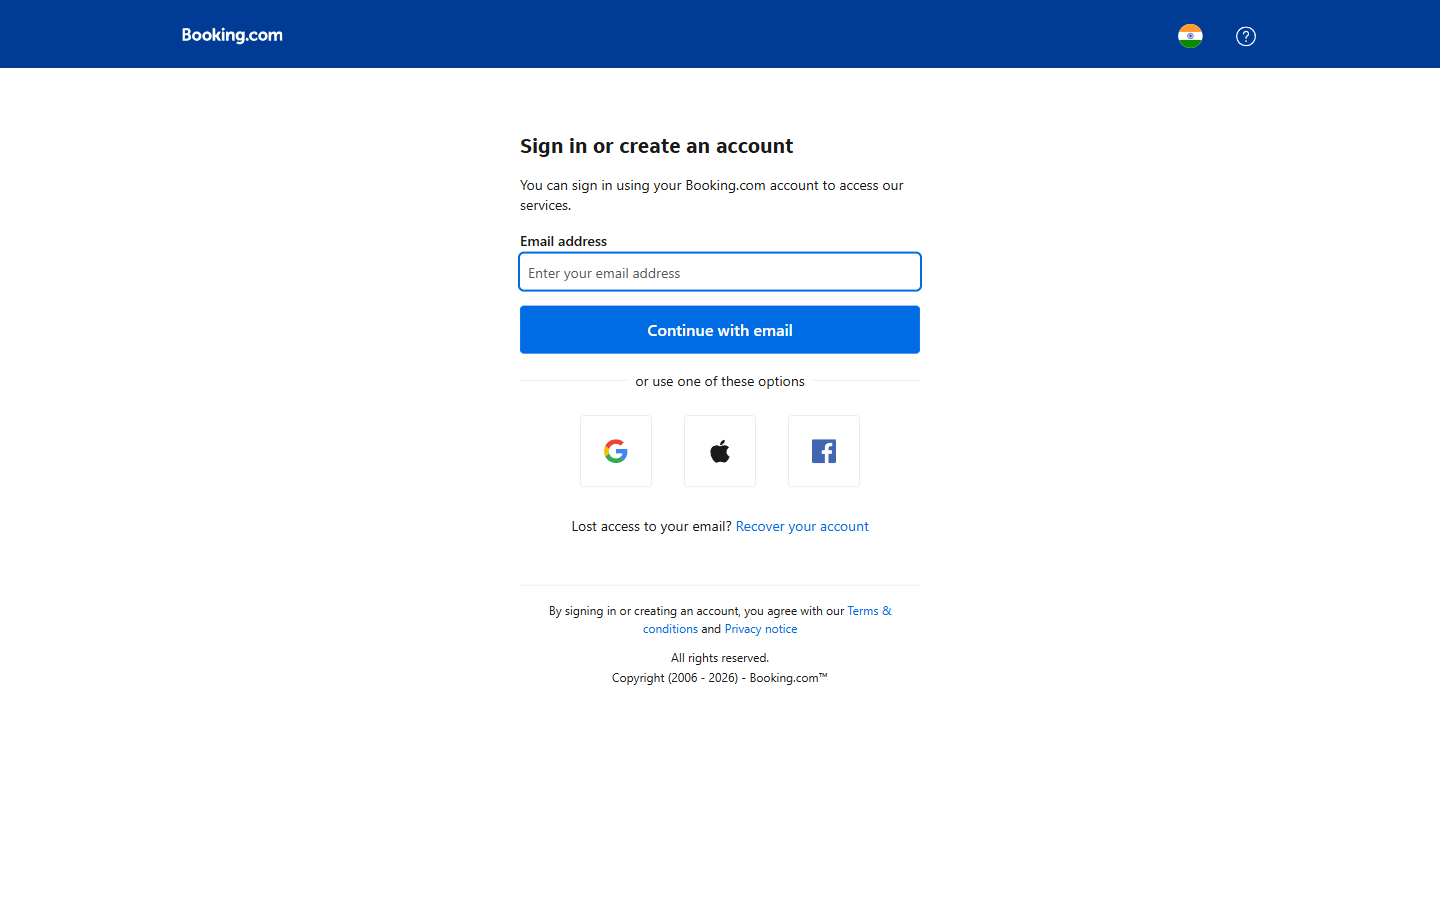 Booking.com
Sign in or create an account
You can sign in using your Booking.com account to access our
services.
Email address
Enter your email address
Continue with email
or use one of these options
Lost access to your email? Recover your account
By signing in or creating an account, you agree with our Terms &
conditions and Privacy notice
All rights reserved.
Copyright (2006 - 2026) - Booking.com™